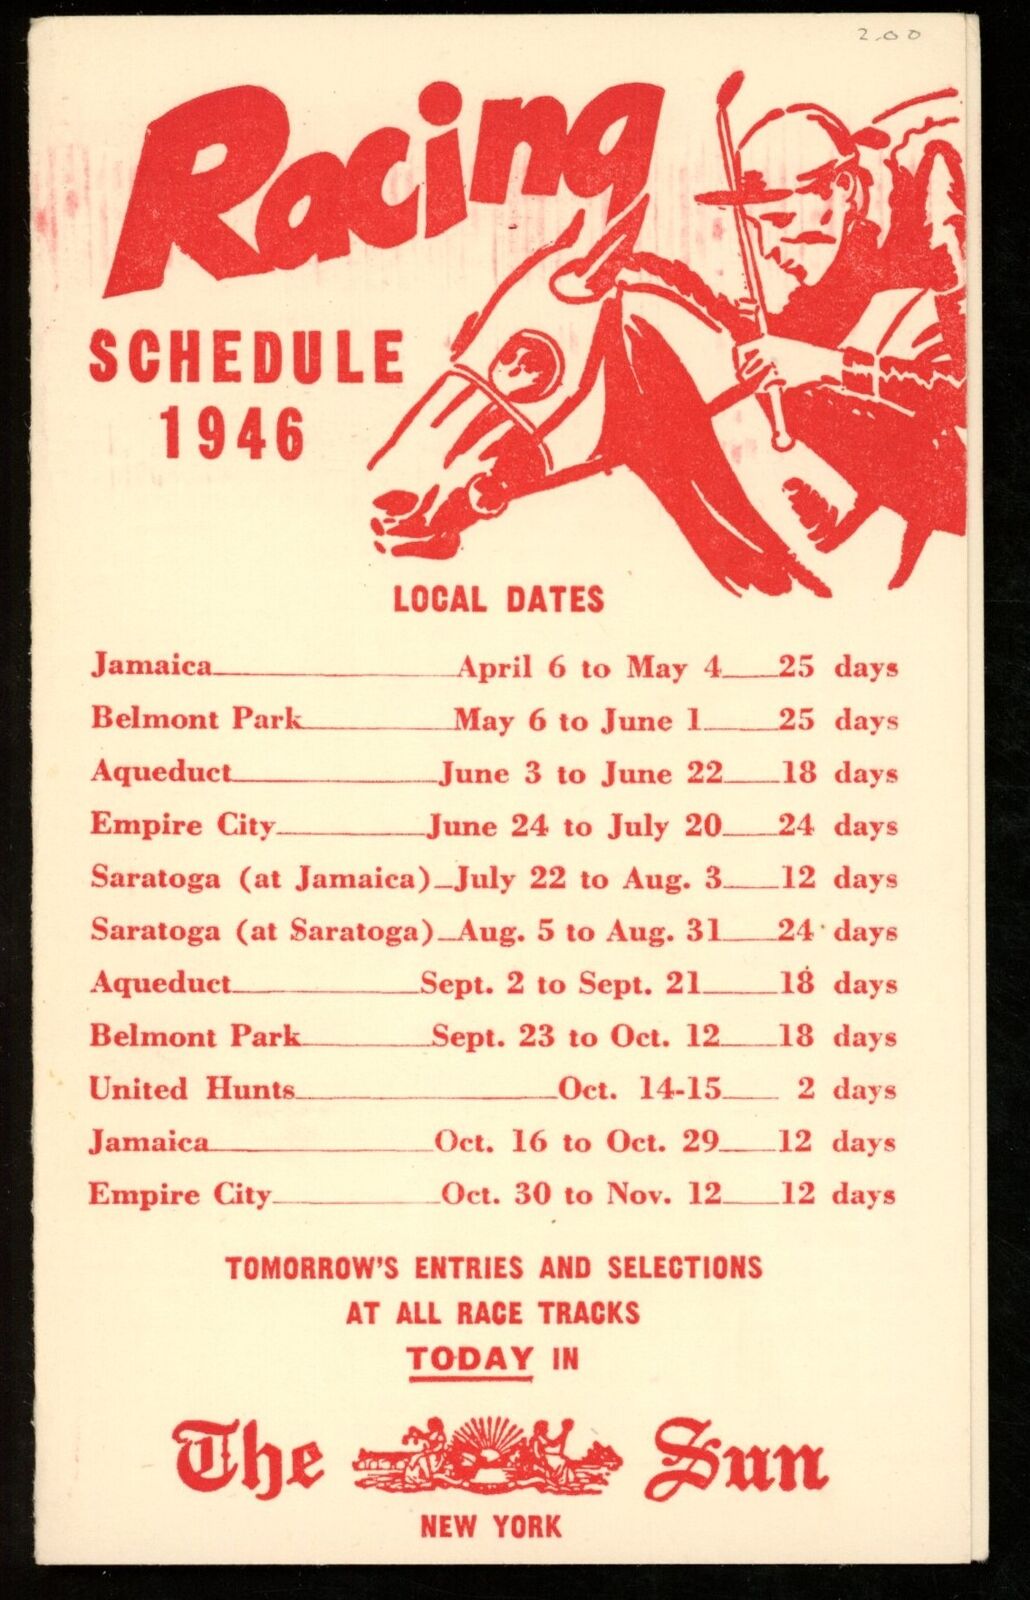 2.00
Racing
SCHEDULE
1946
LOCAL DATES
Jamaica April 6 to May 4 25 days
Belmont Park May 6 to June 1 25 days
Aqueduct June 3 to June 22 18 days
Empire City June 24 to July 20 24 days
Saratoga (at Jamaica) July 22 to Aug. 3 12 days
Saratoga (at Saratoga) Aug. 5 to Aug. 31 24 days
Aqueduct Sept. 2 to Sept. 21 18 days
Belmont Park Sept. 23 to Oct. 12 18 days
United Hunts Oct. 14-15 2 days
Jamaica Oct. 16 to Oct. 29 12 days
Empire City Oct. 30 to Nov. 12 12 days
TOMORROW'S ENTRIES AND SELECTIONS
AT ALL RACE TRACKS
TODAY IN
The Sun
NEW YORK